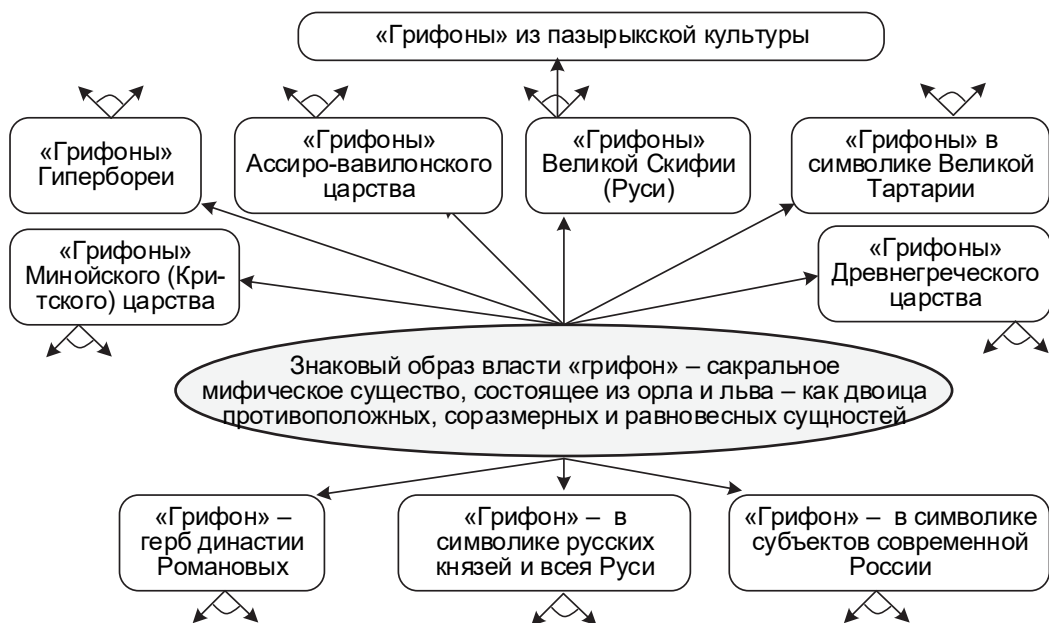 «Грифоны» из пазырыкской культуры
«Грифоны»
Гипербореи
«Грифоны»
Ассиро-вавилонского
царства
«Грифоны»
Великой Скифии
(Руси)
«Грифоны» в
символике Великой
Тартарии
«Грифоны»
Минойского (Кри-
тского) царства
«Грифоны»
Древнегреческого
царства
Знаковый образ власти «грифон» – сакральное
мифическое существо, состоящее из орла и льва – как двоица
противоположных, соразмерных и равновесных сущностей
«Грифон» –
герб династии
Романовых
«Грифон» – в
символике русских
князей и всея Руси
«Грифон» – в символике
субъектов современной
России